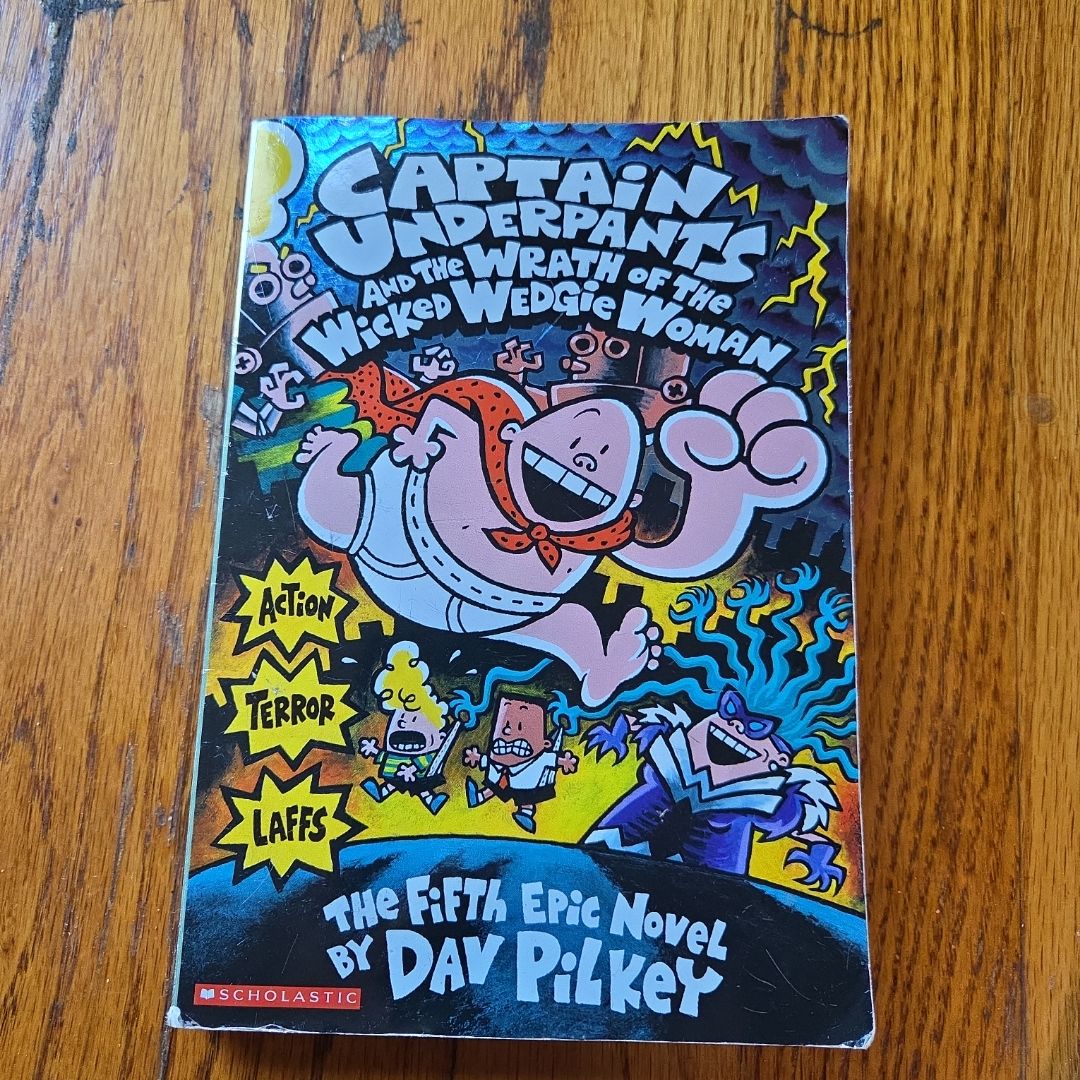 CAPTAIN
UNDERPANTS
AND THE WRATH OF THE
WICKED WEDGIE WOMAN
ACTION
TERROR
LAFFS
THE FIFTH EPIC NOVEL
BY DAV PILKEY
SCHOLASTIC